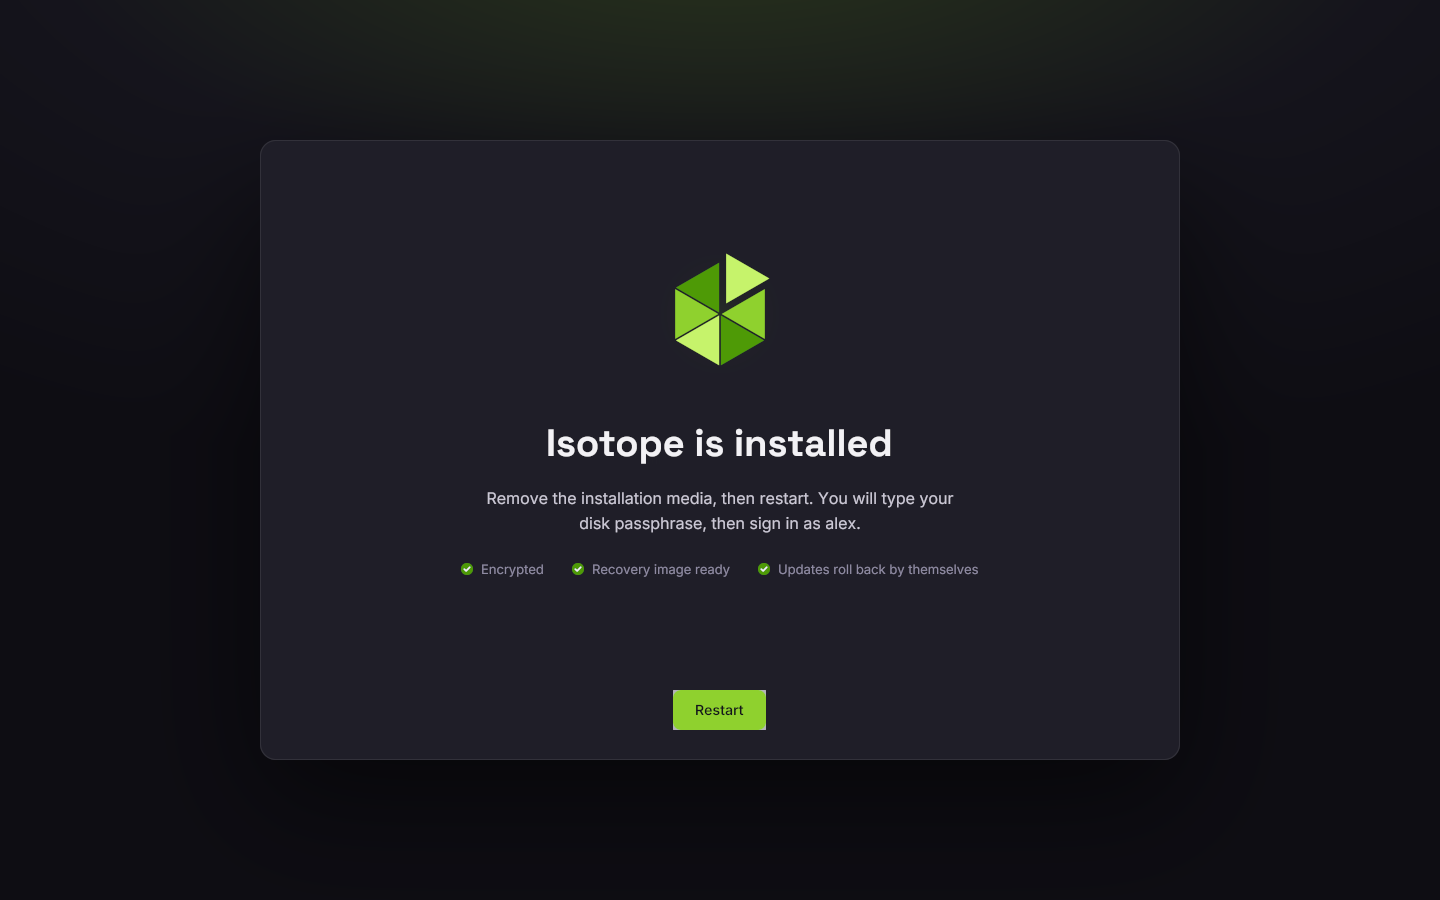 Isotope is installed
Remove the installation media, then restart. You will type your
disk passphrase, then sign in as alex.
Encrypted
Recovery image ready
Updates roll back by themselves
Restart